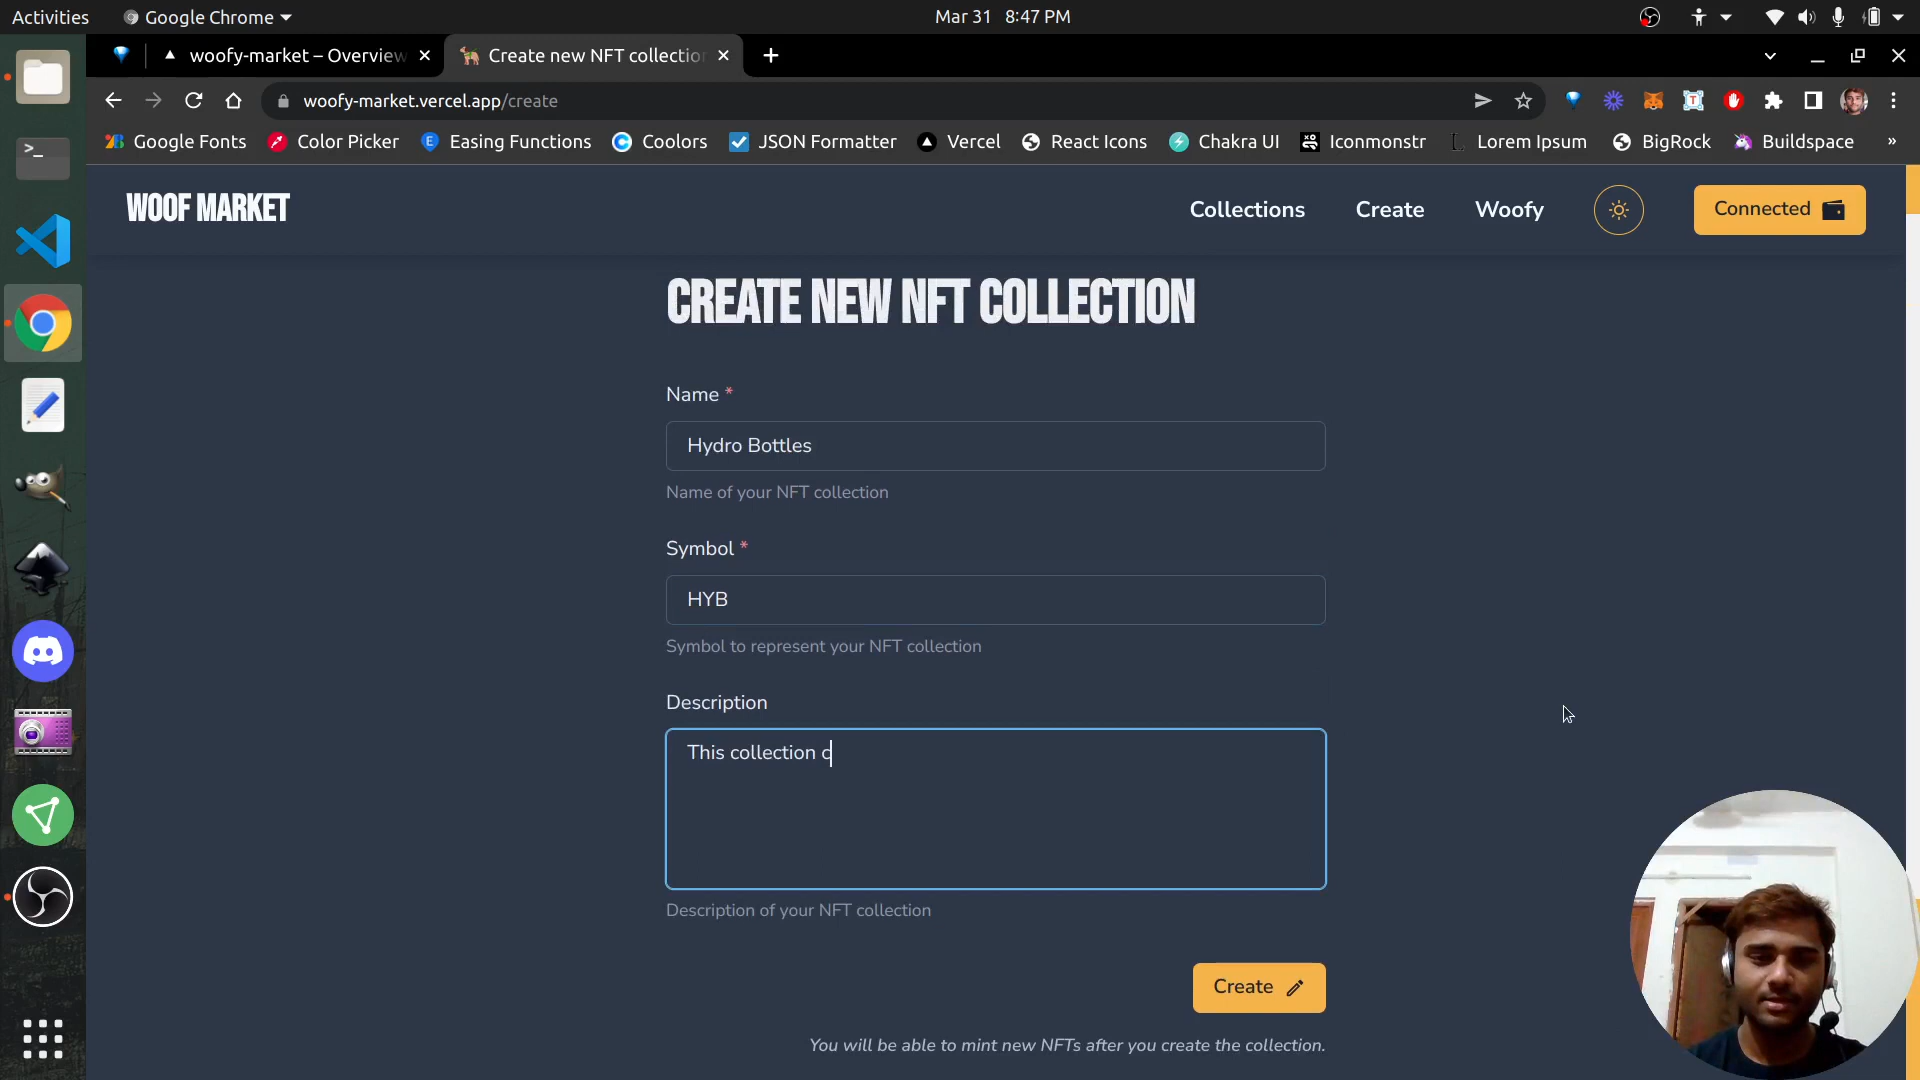 Activities
Google Chrome
Mar 31 8:47 PM
woofy-market – Overview
Create new NFT collectio
woofy-market.vercel.app/create
Google Fonts
Color Picker
Easing Functions
Coolors
JSON Formatter
Vercel
React Icons
Chakra UI
Iconmonstr
Lorem Ipsum
BigRock
Buildspace
»
WOOF MARKET
Collections
Create
Woofy
Connected
CREATE NEW NFT COLLECTION
Name *
Hydro Bottles
Name of your NFT collection
Symbol *
HYB
Symbol to represent your NFT collection
Description
This collection c
Description of your NFT collection
Create
You will be able to mint new NFTs after you create the collection.